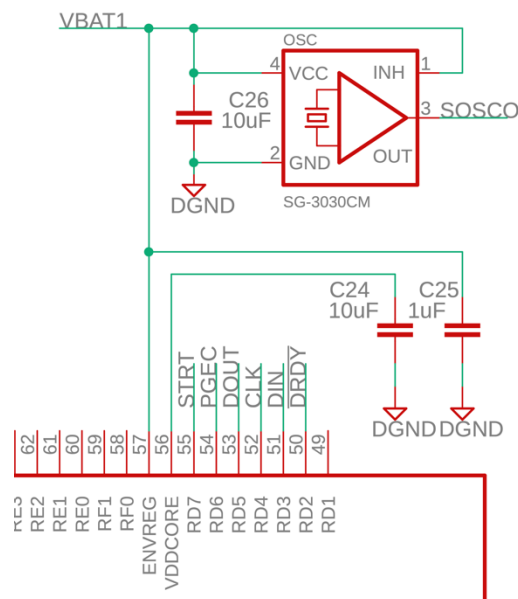 VBAT1
OSC
4
VCC
INH
1
C26
10uF
3
SOSCO
2
GND
OUT
DGND
SG-3030CM
C24
10uF
C25
1uF
STRT
PGEC
DOUT
CLK
DIN
DRDY
DGND
DGND
62
61
60
59
58
57
56
55
54
53
52
51
50
49
RE3
RE2
RE1
RE0
RF1
RF0
ENVREG
VDDCORE
RD7
RD6
RD5
RD4
RD3
RD2
RD1